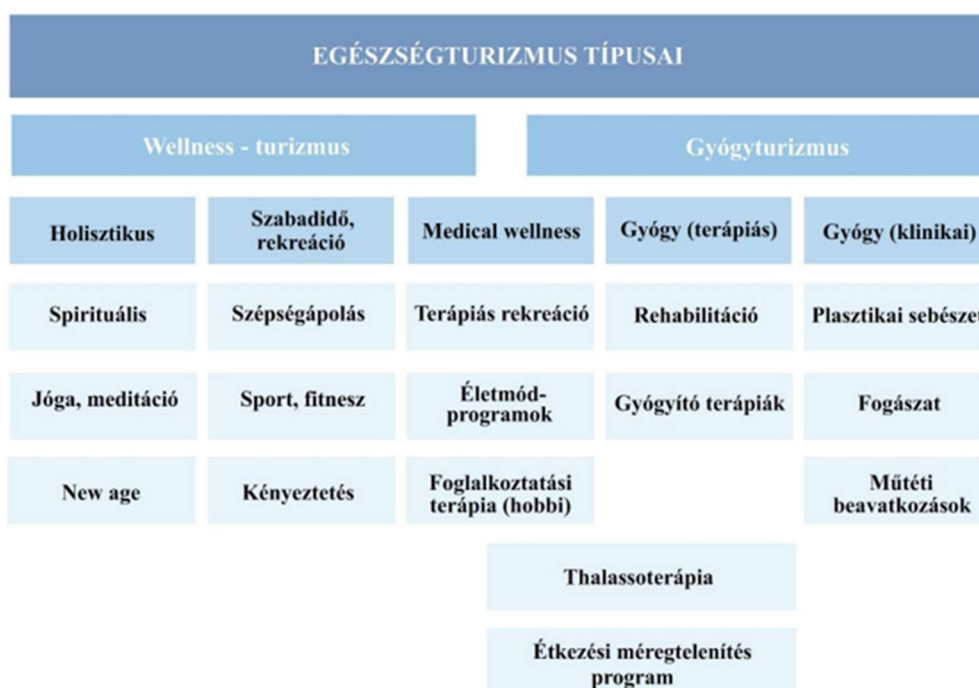 EGÉSZSÉGTURIZMUS TÍPUSAI
Wellness - turizmus
Gyógyturizmus
Holisztikus
Szabadidő,
rekreáció
Medical wellness
Gyógy (terápiás)
Gyógy (klinikai)
Spirituális
Szépségápolás
Terápiás rekreáció
Rehabilitáció
Plasztikai sebészet
Jóga, meditáció
Sport, fitnesz
Életmód-
programok
Gyógyító terápiák
Fogászat
New age
Kényeztetés
Foglalkoztatási
terápia (hobbi)
Műtéti
beavatkozások
Thalassoterápia
Étkezési méregtelenítés
program